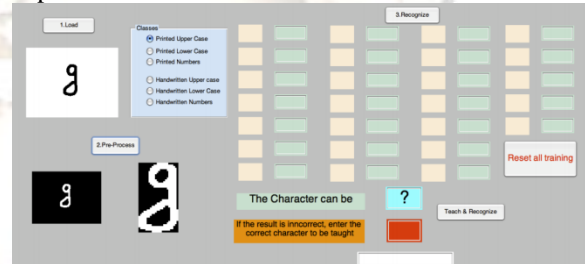 1.Load
g
Classes
Printed Upper Case
Printed Lower Case
Printed Numbers
Handwritten Upper case
Handwritten Lower Case
Handwritten Numbers
3.Recognize
2.Pre-Process
g
g
Reset all training
The Character can be
?
Teach & Recognize
If the result is inncorrect, enter the
correct character to be taught